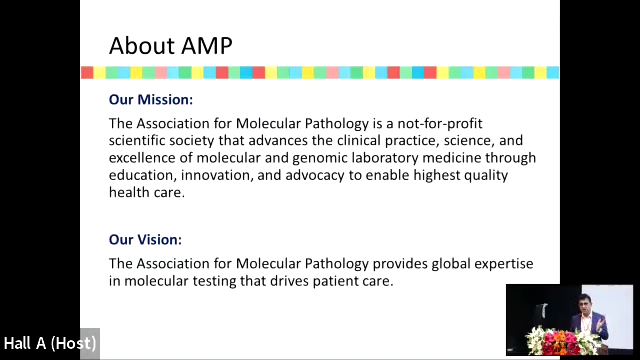 About AMP
Our Mission:
The Association for Molecular Pathology is a not-for-profit
scientific society that advances the clinical practice, science, and
excellence of molecular and genomic laboratory medicine through
education, innovation, and advocacy to enable highest quality
health care.
Our Vision:
The Association for Molecular Pathology provides global expertise
in molecular testing that drives patient care.
Hall A (Host)